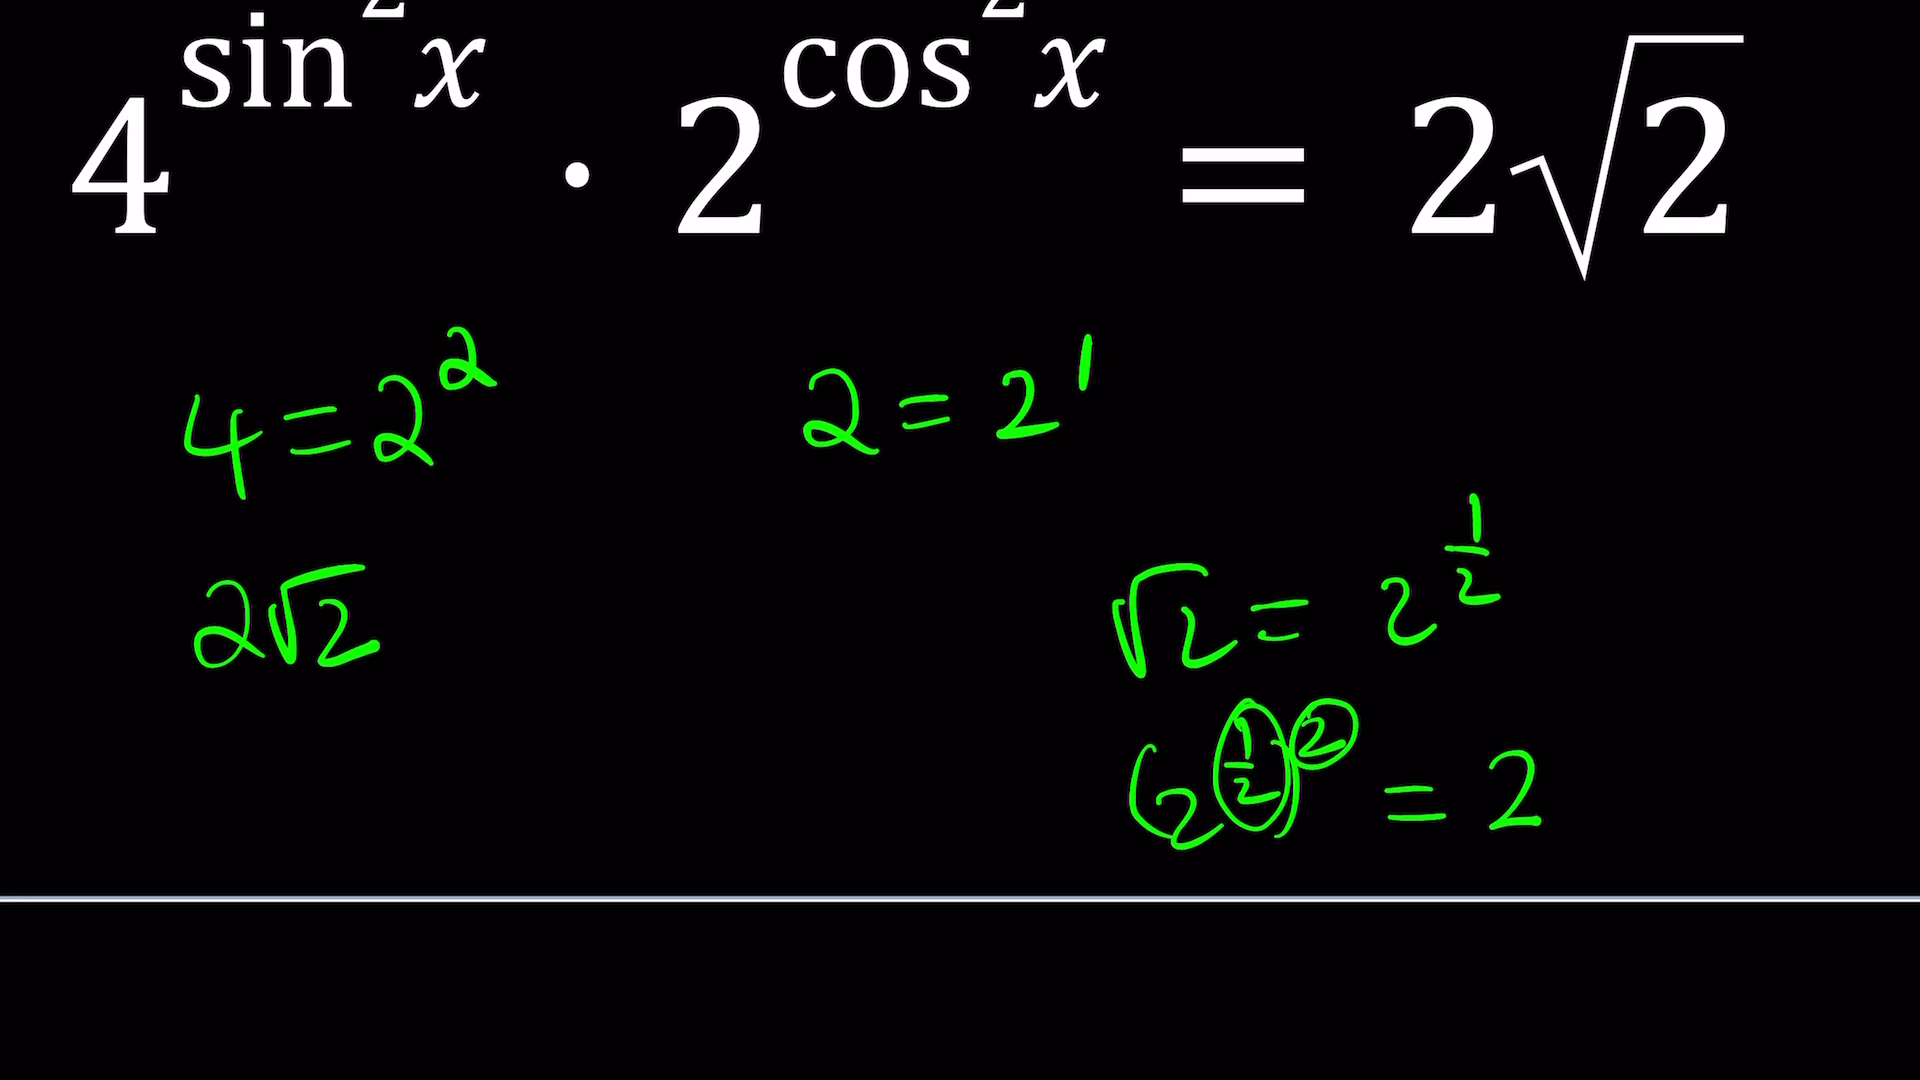 4^{sin^2 x} · 2^{cos^2 x} = 2√2
4 = 2^2    2 = 2^1
2√2    √2 = 2^{1/2}
(2^{1/2})^2 = 2